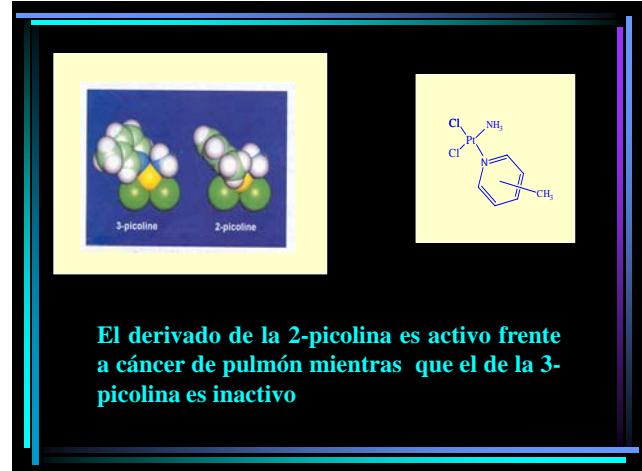 3-picoline
2-picoline
Cl
NH₃
Pt
Cl
N
CH₃
El derivado de la 2-picolina es activo frente
a cáncer de pulmón mientras que el de la 3-
picolina es inactivo